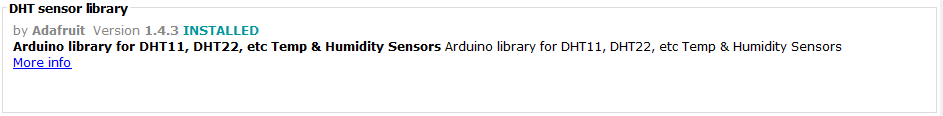 DHT sensor library
by Adafruit Version 1.4.3 INSTALLED
Arduino library for DHT11, DHT22, etc Temp & Humidity Sensors Arduino library for DHT11, DHT22, etc Temp & Humidity Sensors
More info